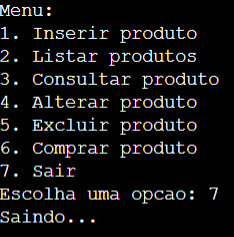 Menu:
1. Inserir produto
2. Listar produtos
3. Consultar produto
4. Alterar produto
5. Excluir produto
6. Comprar produto
7. Sair
Escolha uma opcao: 7
Saindo...